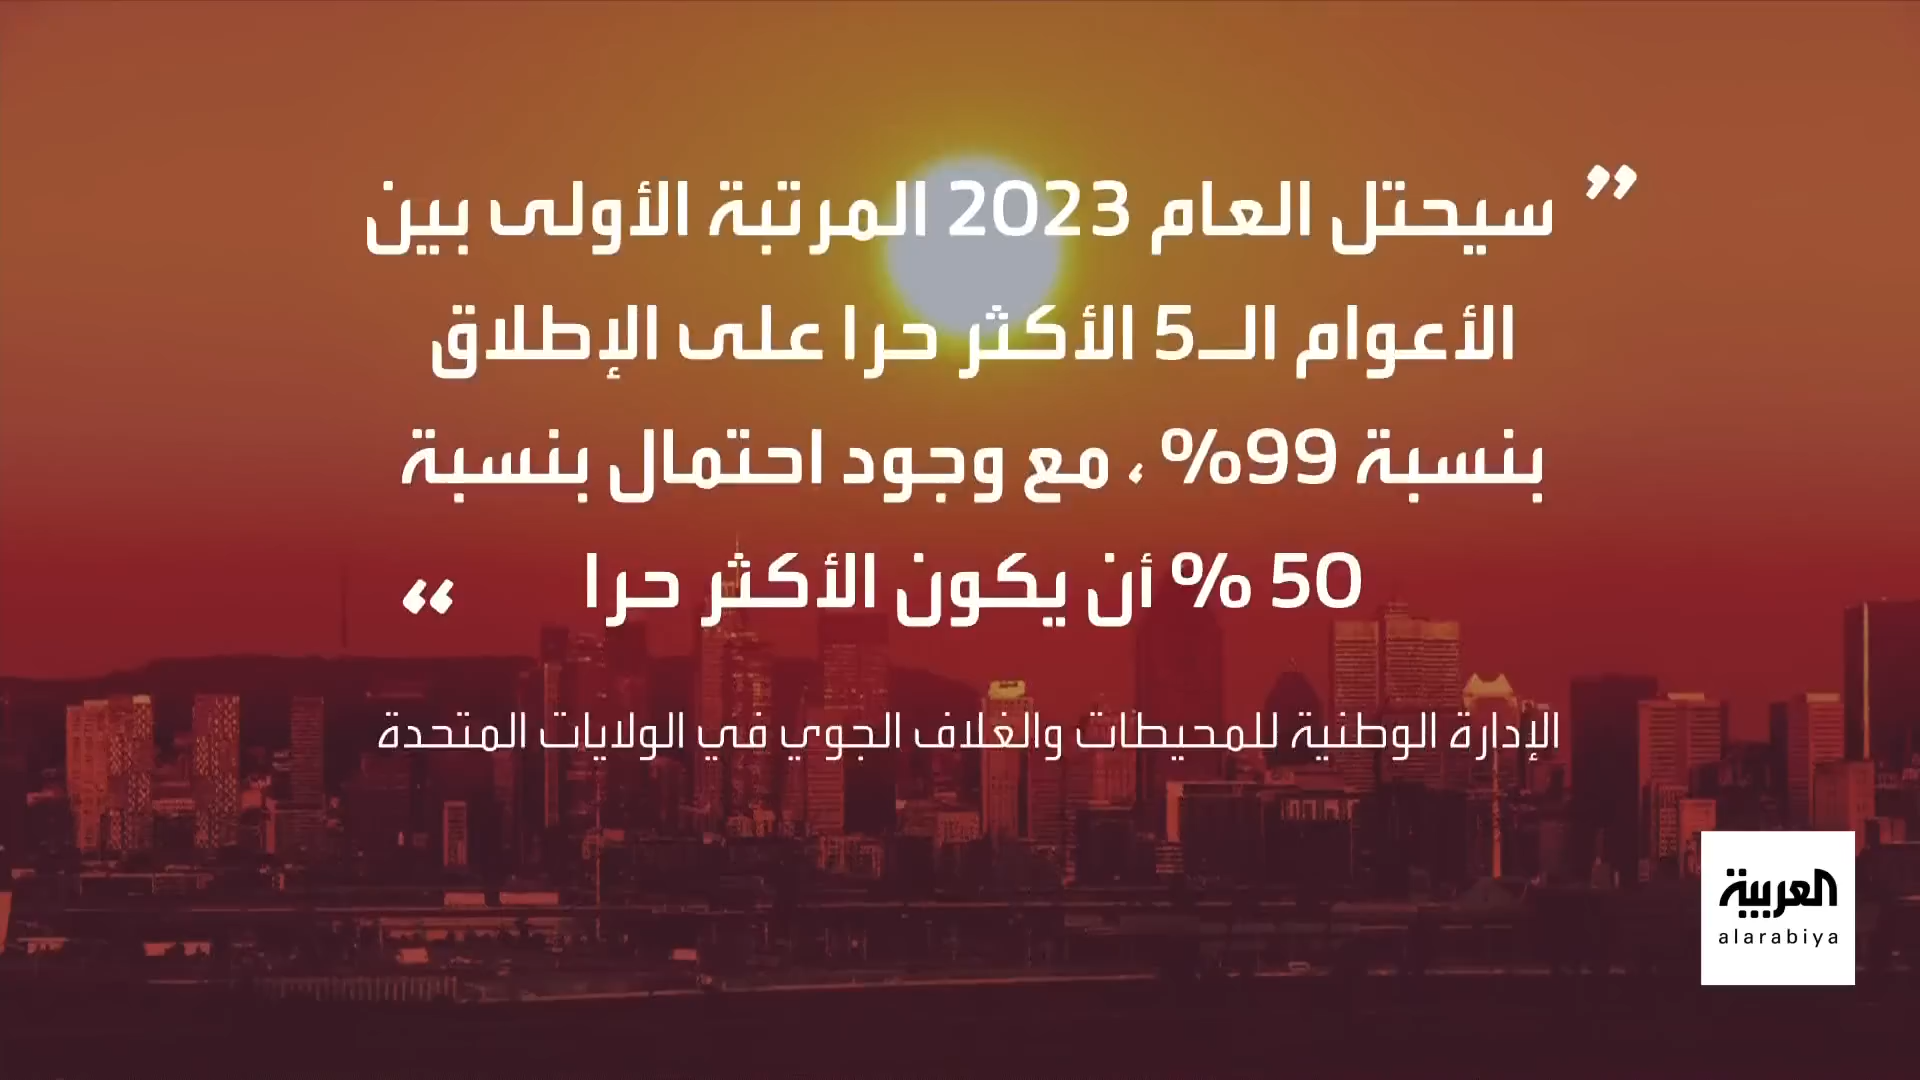 ” سيحتل العام 2023 المرتبة الأولى بين
الأعوام الـ5 الأكثر حرا على الإطلاق
بنسبة 99% ، مع وجود احتمال بنسبة
50 % أن يكون الأكثر حرا “
الإدارة الوطنية للمحيطات والغلاف الجوي في الولايات المتحدة
العربية
alarabiya